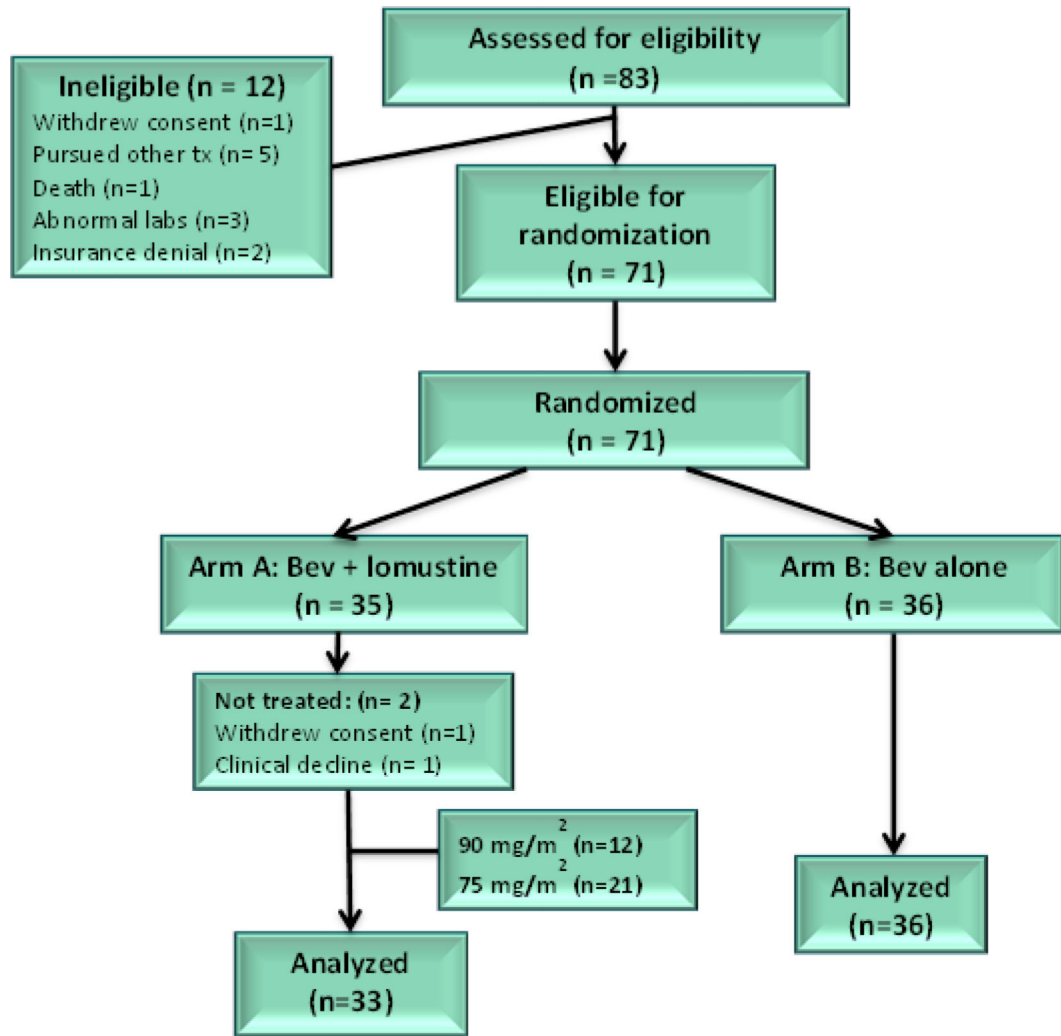 Assessed for eligibility
(n =83)
Ineligible (n = 12)
Withdrew consent (n=1)
Pursued other tx (n= 5)
Death (n=1)
Abnormal labs (n=3)
Insurance denial (n=2)
Eligible for
randomization
(n = 71)
Randomized
(n = 71)
Arm A: Bev + lomustine
(n = 35)
Arm B: Bev alone
(n = 36)
Not treated: (n= 2)
Withdrew consent (n=1)
Clinical decline (n= 1)
90 mg/m² (n=12)
75 mg/m² (n=21)
Analyzed
(n=33)
Analyzed
(n=36)